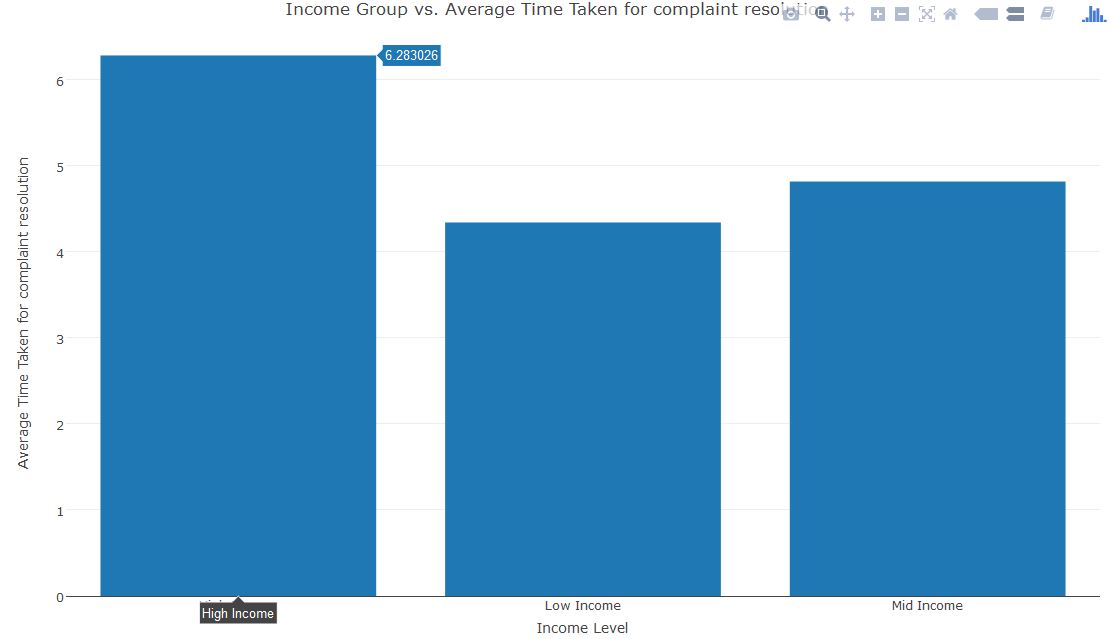 Income Group vs. Average Time Taken for complaint resolution
6.283026
6
5
4
3
2
1
0
Average Time Taken for complaint resolution
High Income
Low Income
Mid Income
Income Level